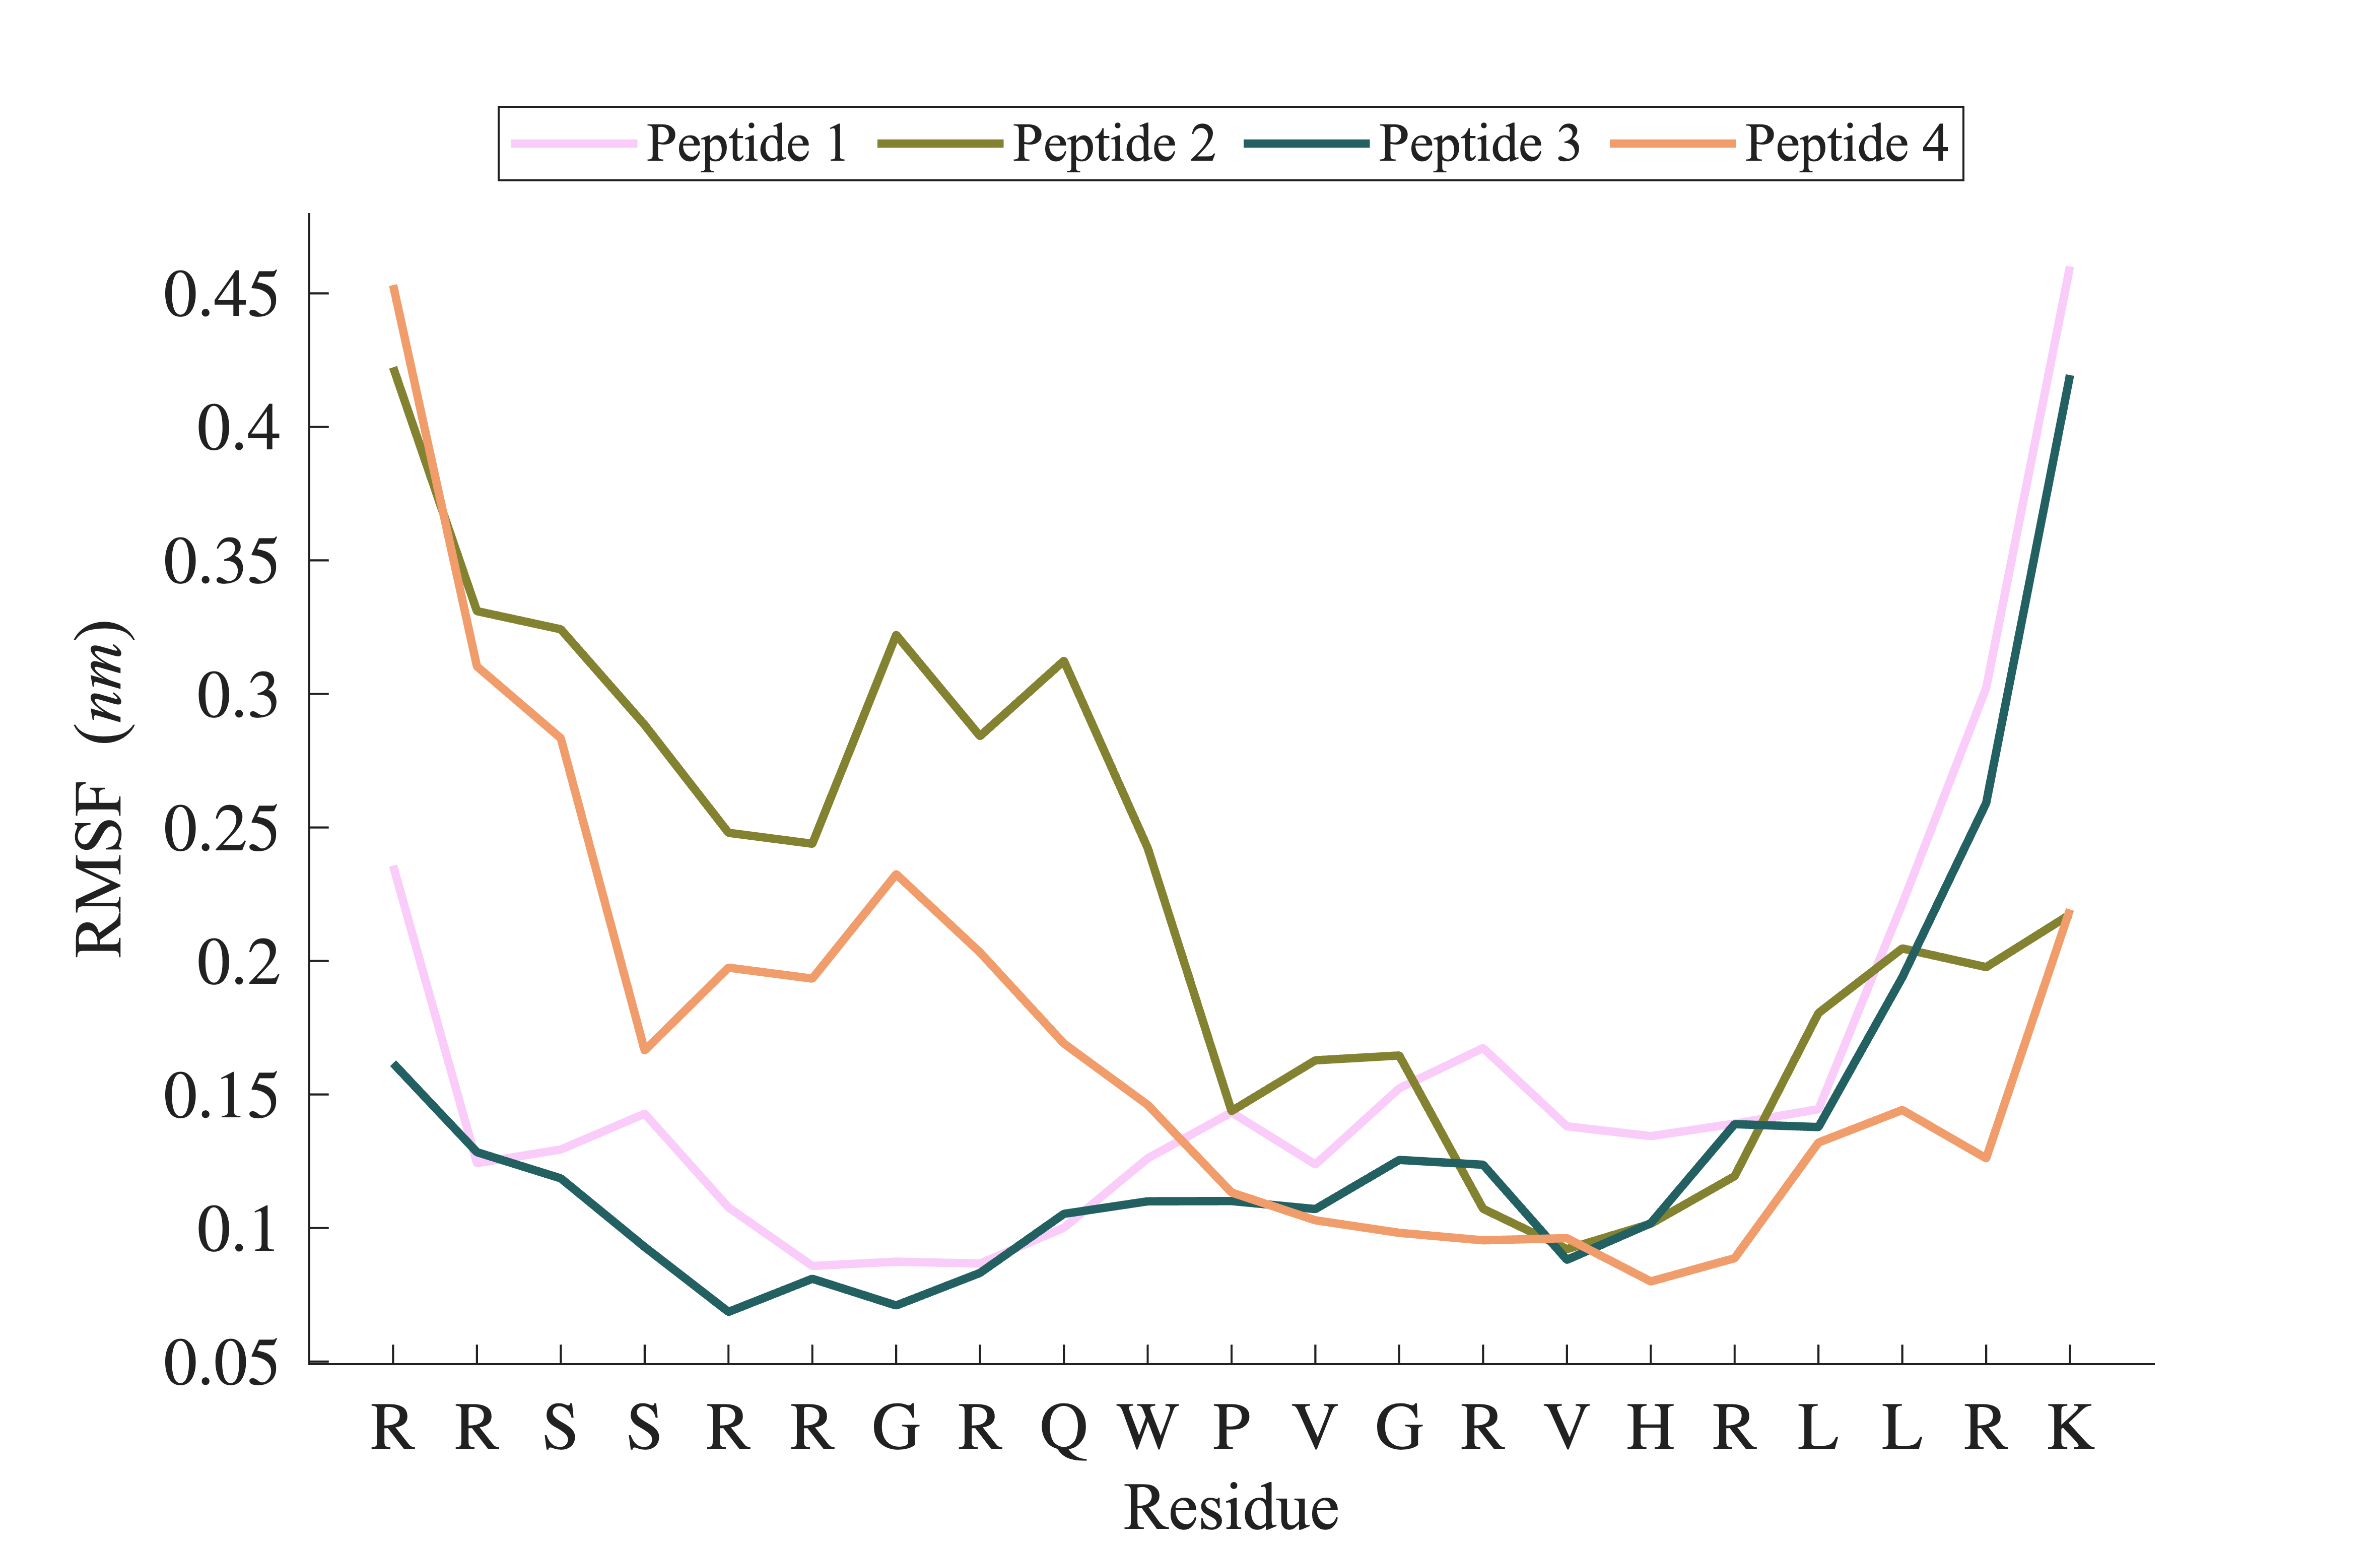 Peptide 1 Peptide 2 Peptide 3 Peptide 4
RMSF (nm)
0.45
0.4
0.35
0.3
0.25
0.2
0.15
0.1
0.05
R R S S R R G R Q W P V G R V H R L L R K
Residue